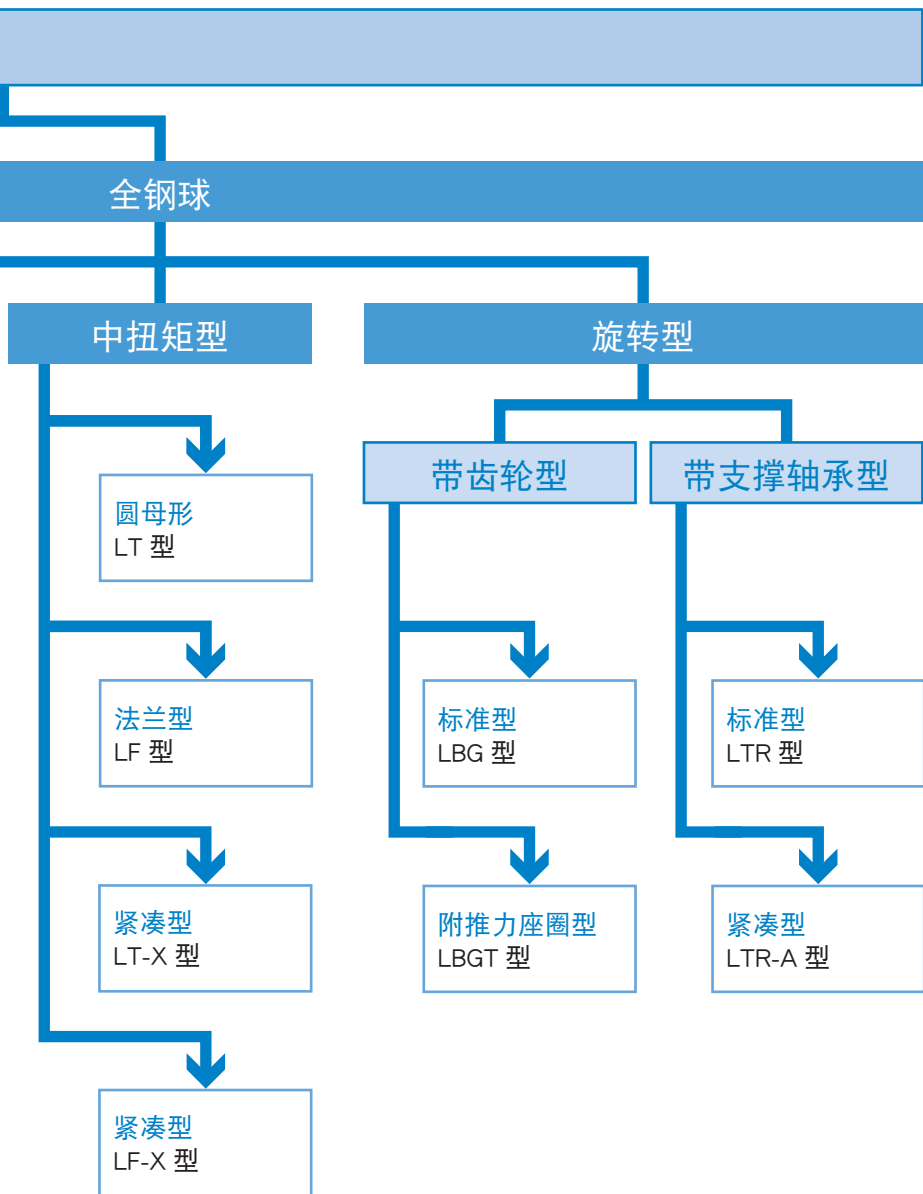 全钢球
中扭矩型
旋转型
带齿轮型
带支撑轴承型
圆母形
LT 型
法兰型
LF 型
标准型
LBG 型
标准型
LTR 型
紧凑型
LT-X 型
附推力座圈型
LBGT 型
紧凑型
LTR-A 型
紧凑型
LF-X 型